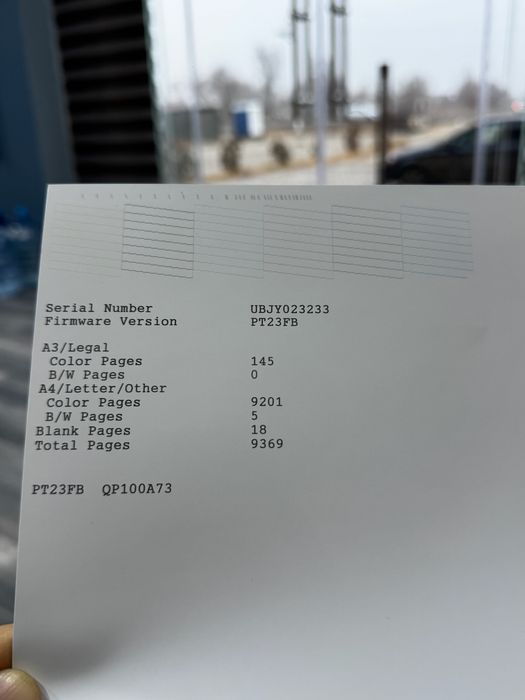 Serial Number UBJY023233
Firmware Version PT23FB
A3/Legal
Color Pages 145
B/W Pages 0
A4/Letter/Other
Color Pages 9201
B/W Pages 5
Blank Pages 18
Total Pages 9369
PT23FB QP100A73